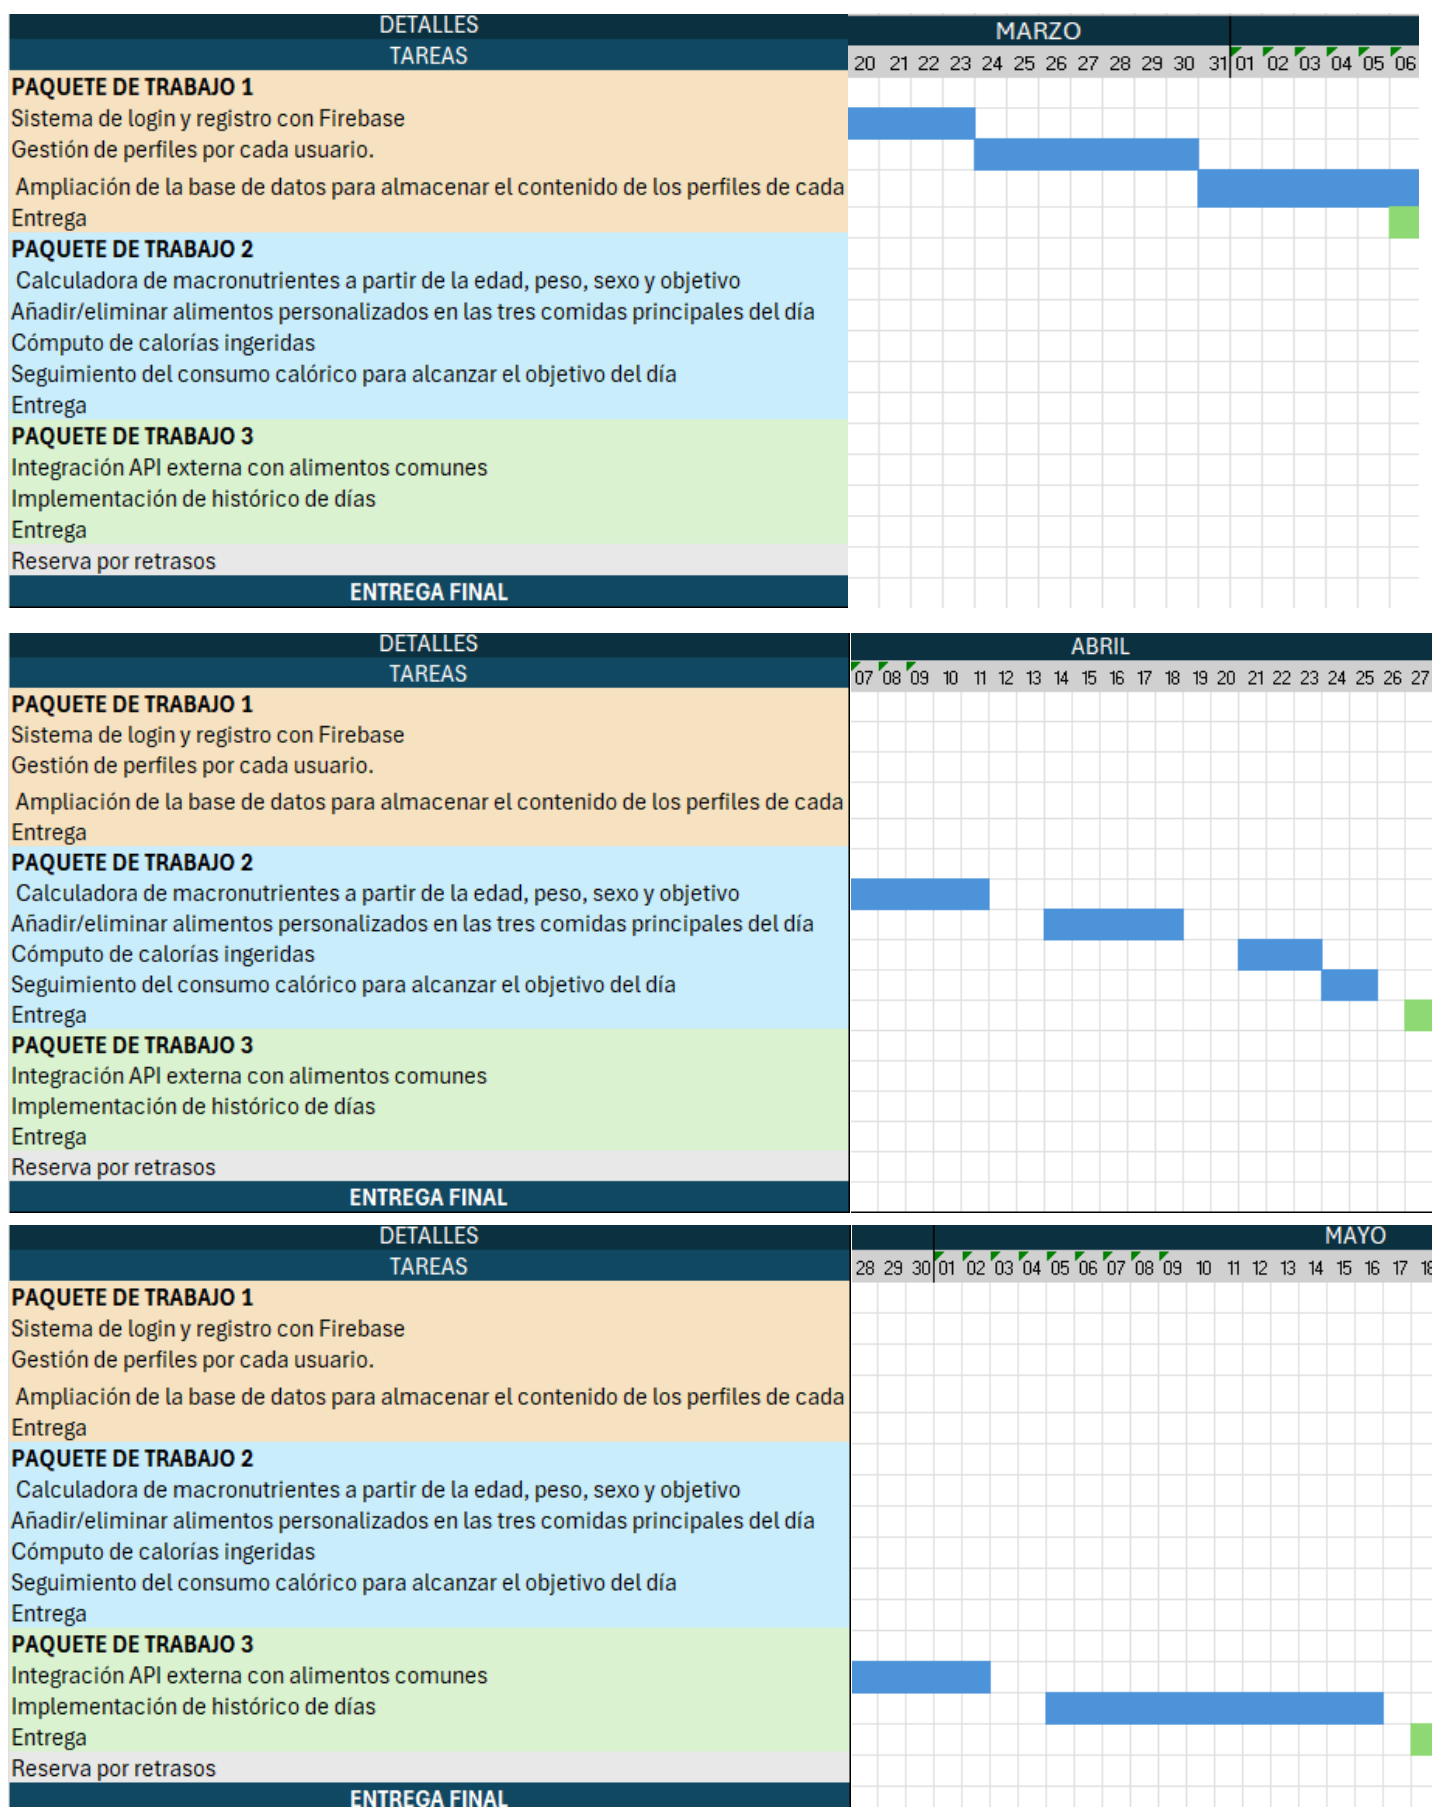 DETALLES
MARZO
TAREAS
20 21 22 23 24 25 26 27 28 29 30 31 01 02 03 04 05 06
PAQUETE DE TRABAJO 1
Sistema de login y registro con Firebase
Gestión de perfiles por cada usuario.
Ampliación de la base de datos para almacenar el contenido de los perfiles de cada
Entrega
PAQUETE DE TRABAJO 2
Calculadora de macronutrientes a partir de la edad, peso, sexo y objetivo
Añadir/eliminar alimentos personalizados en las tres comidas principales del día
Cómputo de calorías ingeridas
Seguimiento del consumo calórico para alcanzar el objetivo del día
Entrega
PAQUETE DE TRABAJO 3
Integración API externa con alimentos comunes
Implementación de histórico de días
Entrega
Reserva por retrasos
ENTREGA FINAL
DETALLES
ABRIL
TAREAS
07 08 09 10 11 12 13 14 15 16 17 18 19 20 21 22 23 24 25 26 27
PAQUETE DE TRABAJO 1
Sistema de login y registro con Firebase
Gestión de perfiles por cada usuario.
Ampliación de la base de datos para almacenar el contenido de los perfiles de cada
Entrega
PAQUETE DE TRABAJO 2
Calculadora de macronutrientes a partir de la edad, peso, sexo y objetivo
Añadir/eliminar alimentos personalizados en las tres comidas principales del día
Cómputo de calorías ingeridas
Seguimiento del consumo calórico para alcanzar el objetivo del día
Entrega
PAQUETE DE TRABAJO 3
Integración API externa con alimentos comunes
Implementación de histórico de días
Entrega
Reserva por retrasos
ENTREGA FINAL
DETALLES
MAYO
TAREAS
28 29 30 01 02 03 04 05 06 07 08 09 10 11 12 13 14 15 16 17 18
PAQUETE DE TRABAJO 1
Sistema de login y registro con Firebase
Gestión de perfiles por cada usuario.
Ampliación de la base de datos para almacenar el contenido de los perfiles de cada
Entrega
PAQUETE DE TRABAJO 2
Calculadora de macronutrientes a partir de la edad, peso, sexo y objetivo
Añadir/eliminar alimentos personalizados en las tres comidas principales del día
Cómputo de calorías ingeridas
Seguimiento del consumo calórico para alcanzar el objetivo del día
Entrega
PAQUETE DE TRABAJO 3
Integración API externa con alimentos comunes
Implementación de histórico de días
Entrega
Reserva por retrasos
ENTREGA FINAL